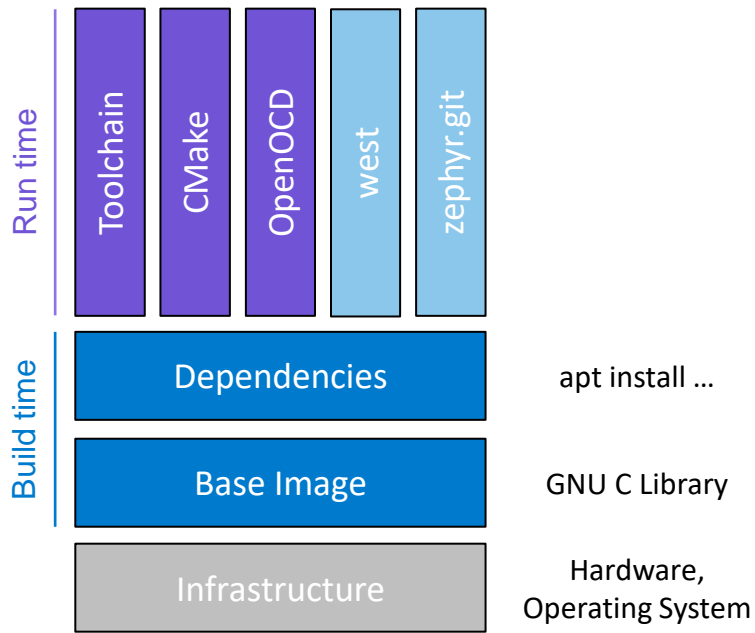 Run time
Toolchain
CMake
OpenOCD
west
zephyr.git
Build time
Dependencies
apt install ...
Base Image
GNU C Library
Infrastructure
Hardware,
Operating System